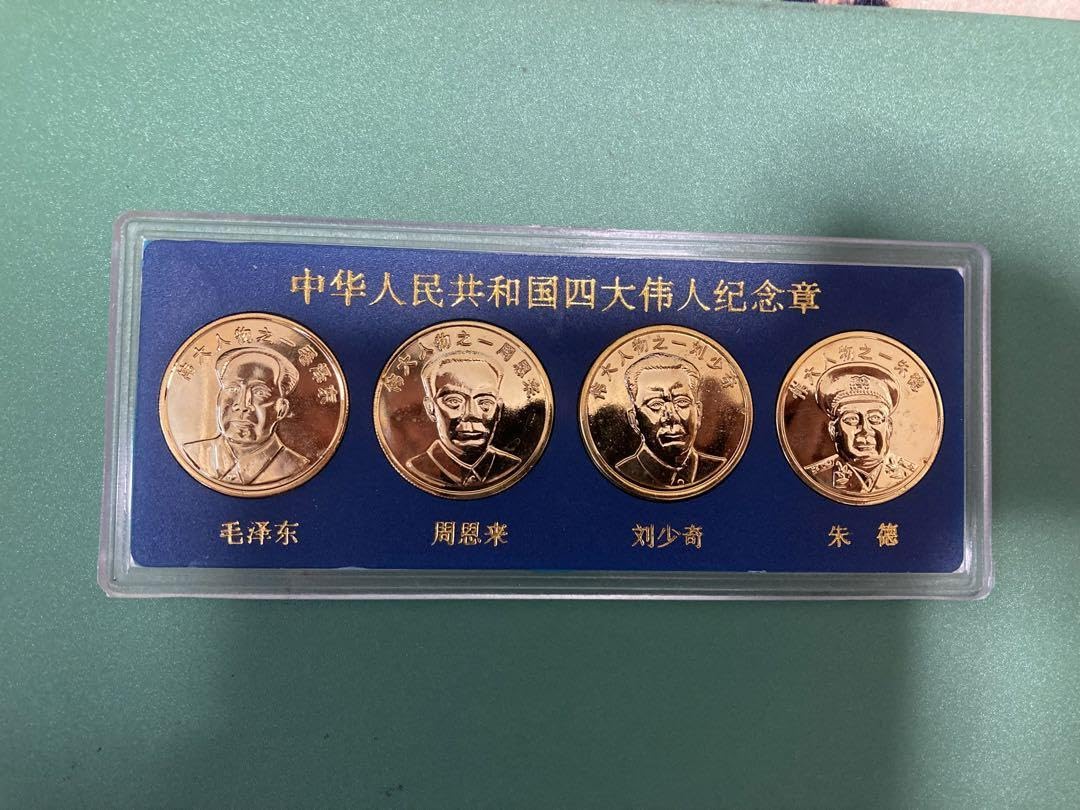 中华人民共和国四大伟人纪念章
伟大人物之一毛泽东
伟大人物之一周恩来
伟大人物之一刘少奇
伟大人物之一朱德
毛泽东
周恩来
刘少奇
朱 德